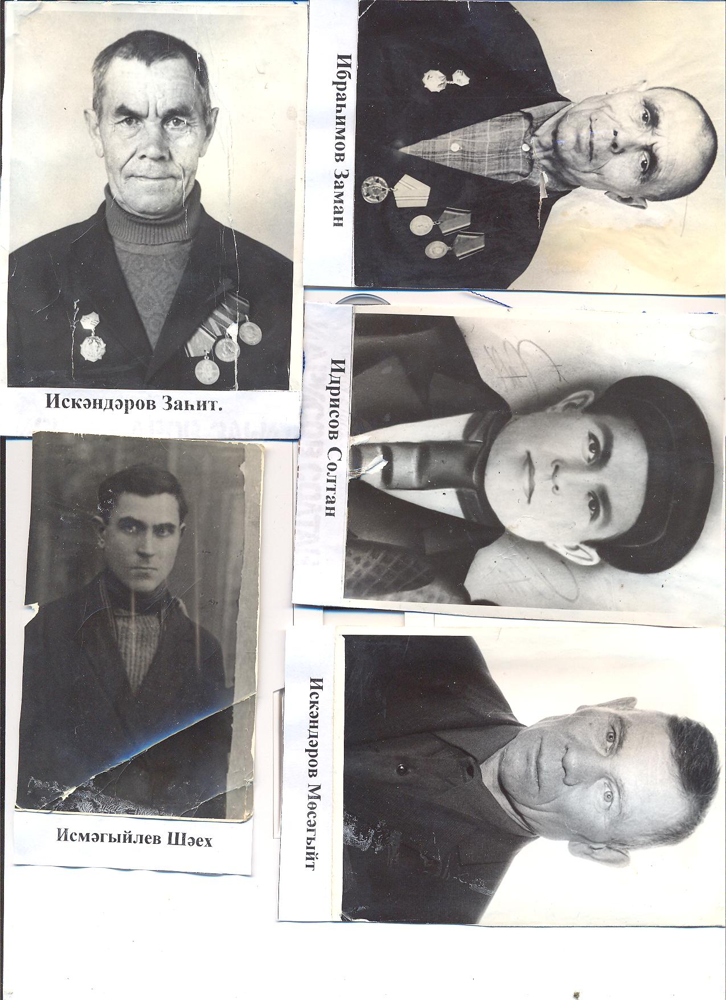 Искәндәров Заһит.
Ибраһимов Заман
Идрисов Солтан
Исмәгыйлев Шәех
Искәндәров Мөсәгыйт